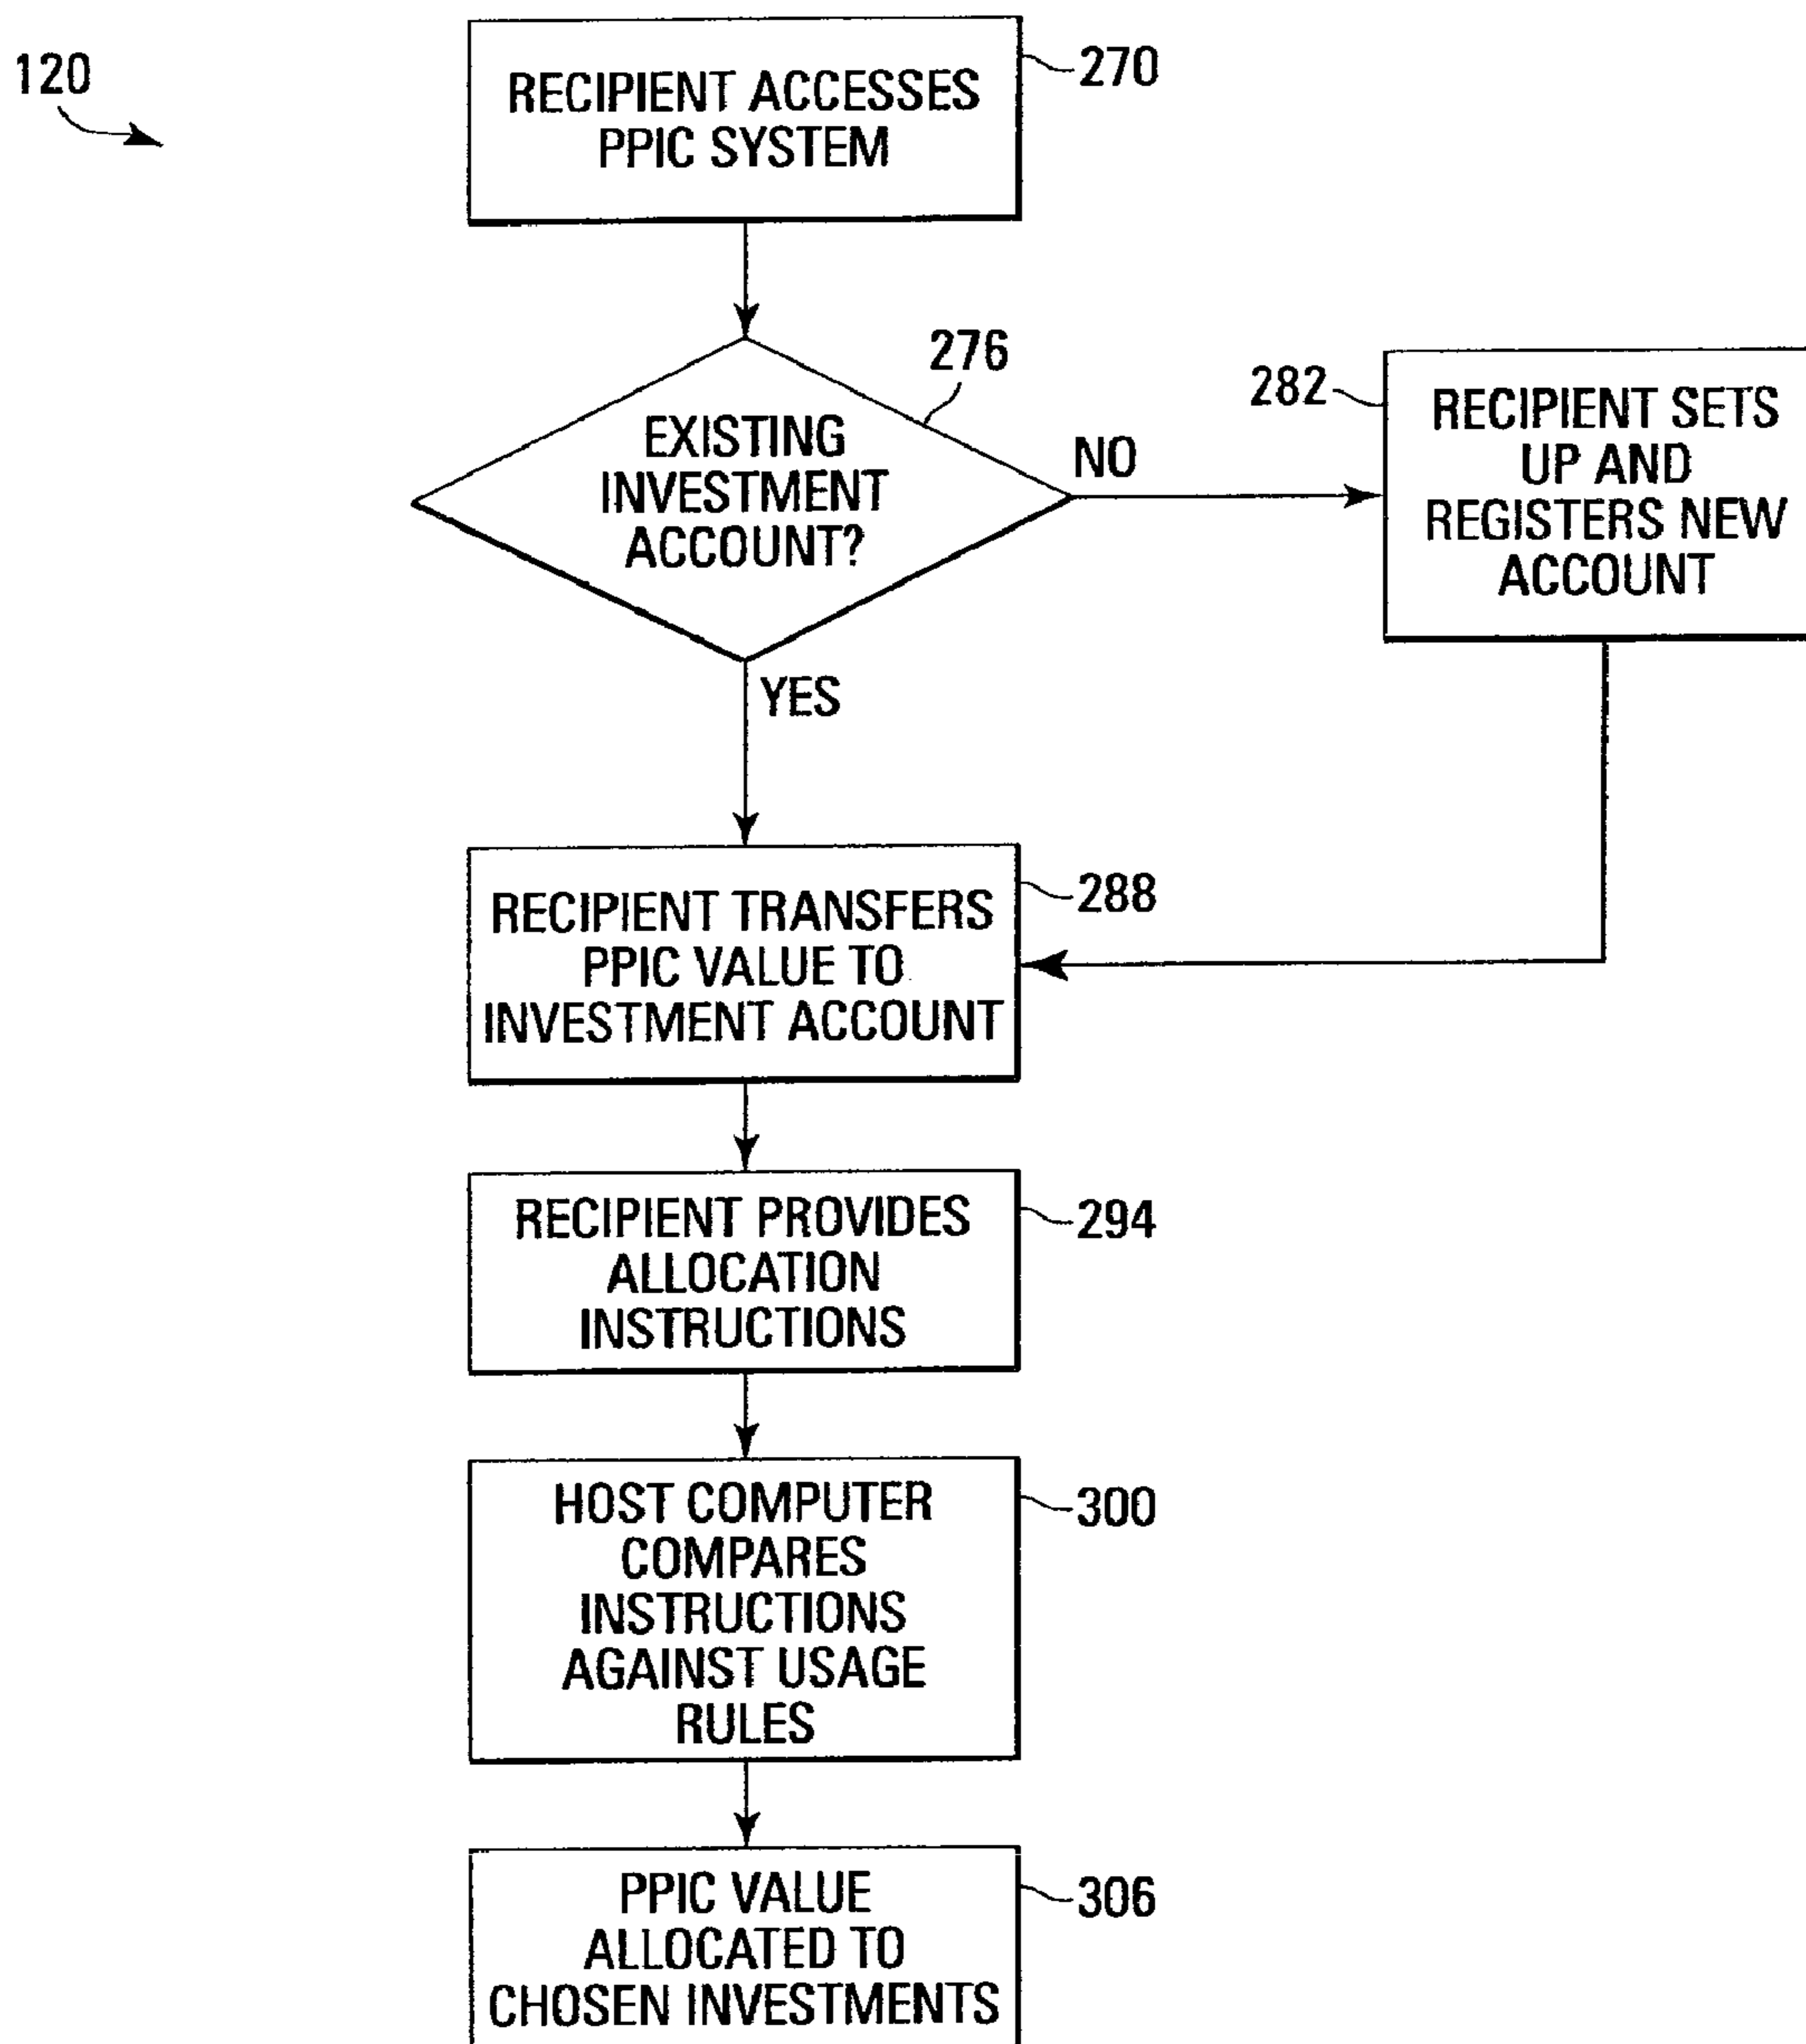 120
RECIPIENT ACCESSES
PPIC SYSTEM
270
EXISTING
INVESTMENT
ACCOUNT?
276
NO
YES
282
RECIPIENT SETS
UP AND
REGISTERS NEW
ACCOUNT
RECIPIENT TRANSFERS
PPIC VALUE TO
INVESTMENT ACCOUNT
288
RECIPIENT PROVIDES
ALLOCATION
INSTRUCTIONS
294
HOST COMPUTER
COMPARES
INSTRUCTIONS
AGAINST USAGE
RULES
300
PPIC VALUE
ALLOCATED TO
CHOSEN INVESTMENTS
306